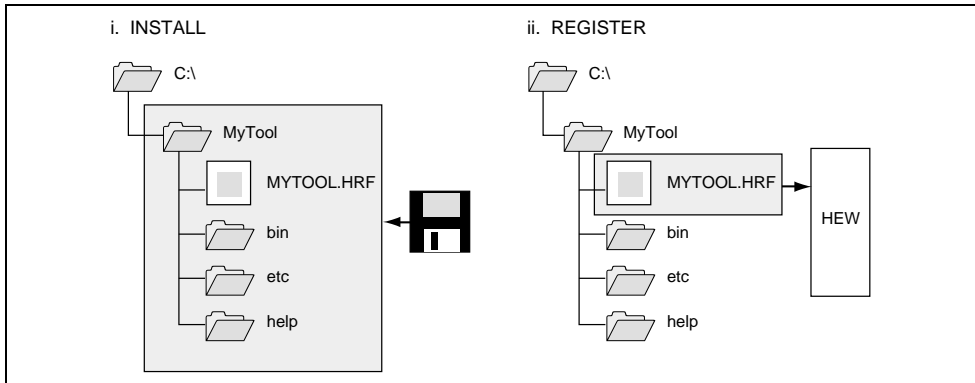 i. INSTALL
C:\
MyTool
MYTOOL.HRF
bin
etc
help
ii. REGISTER
C:\
MyTool
MYTOOL.HRF
bin
etc
help
HEW